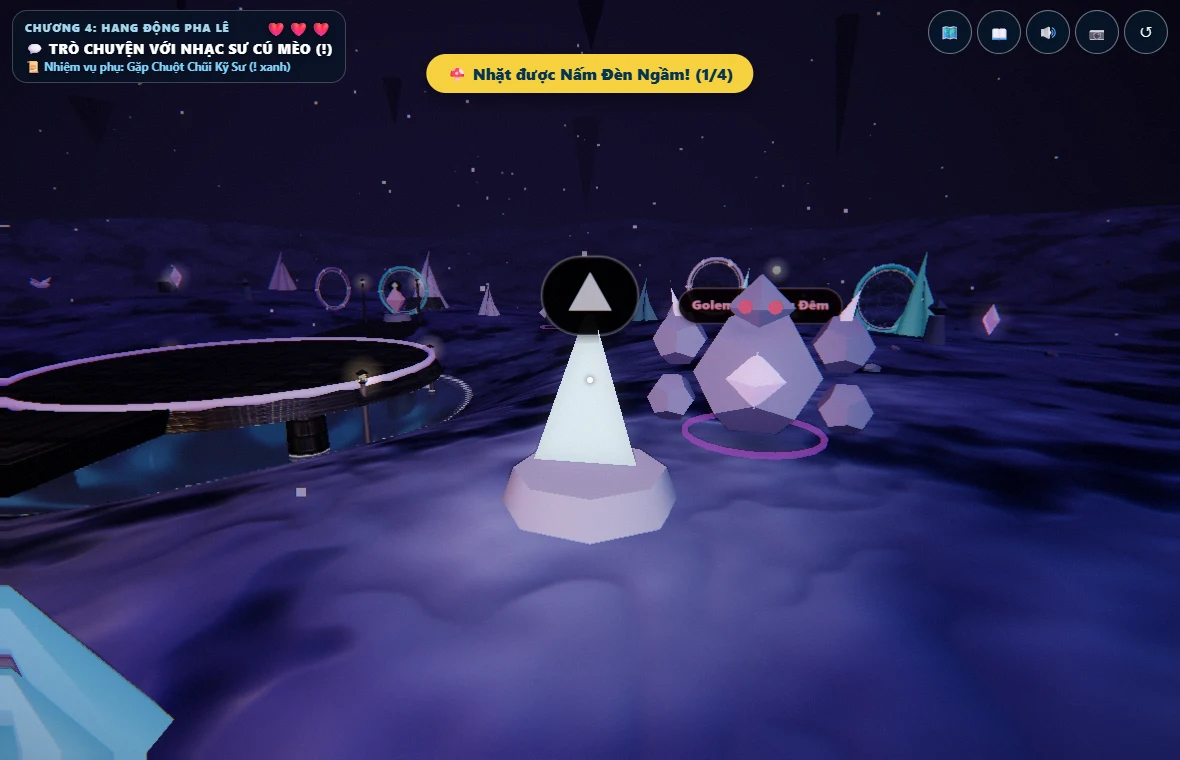 CHƯƠNG 4: HANG ĐỘNG PHA LÊ
TRÒ CHUYỆN VỚI NHẠC SƯ CÚ MÈO (!)
Nhiệm vụ phụ: Gặp Chuột Chũi Kỹ Sư (! xanh)
Nhặt được Nấm Đèn Ngầm! (1/4)
Golem Đêm